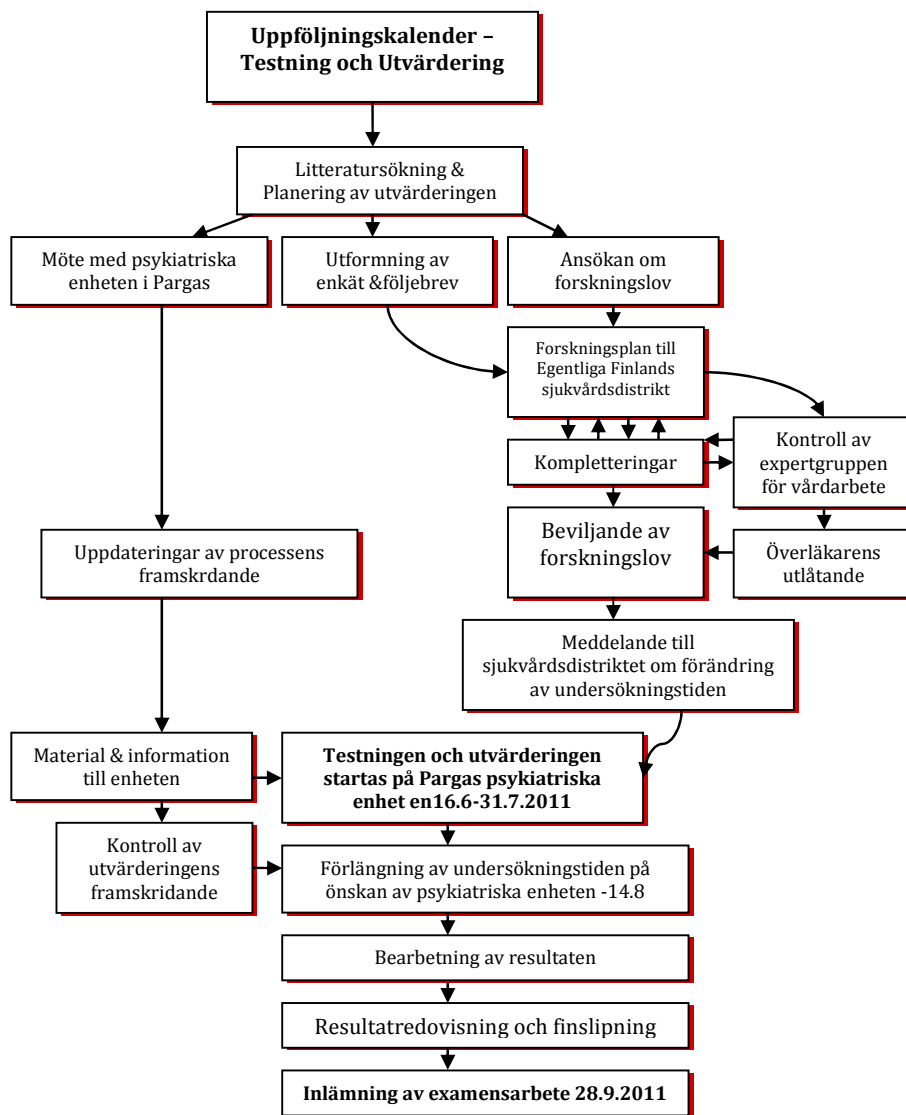 Uppföljningskalender –
Testning och Utvärdering
Litteratursökning &
Planering av utvärderingen
Möte med psykiatriska
enheten i Pargas
Utformning av
enkät &följebrev
Ansökan om
forskningslov
Forskningsplan till
Egentliga Finlands
sjukvårdsdistrikt
Kompletteringar
Kontroll av
expertgruppen
för vårdarbete
Beviljande av
forskningslov
Överläkarens
utlåtande
Uppdateringar av processens
framskrdande
Meddelande till
sjukvårdsdistriktet om förändring
av undersökningstiden
Material & information
till enheten
Testningen och utvärderingen
startas på Pargas psykiatriska
enhet en16.6-31.7.2011
Kontroll av
utvärderingens
framskridande
Förlängning av undersökningstiden på
önskan av psykiatriska enheten -14.8
Bearbetning av resultaten
Resultatredovisning och finslipning
Inlämning av examensarbete 28.9.2011